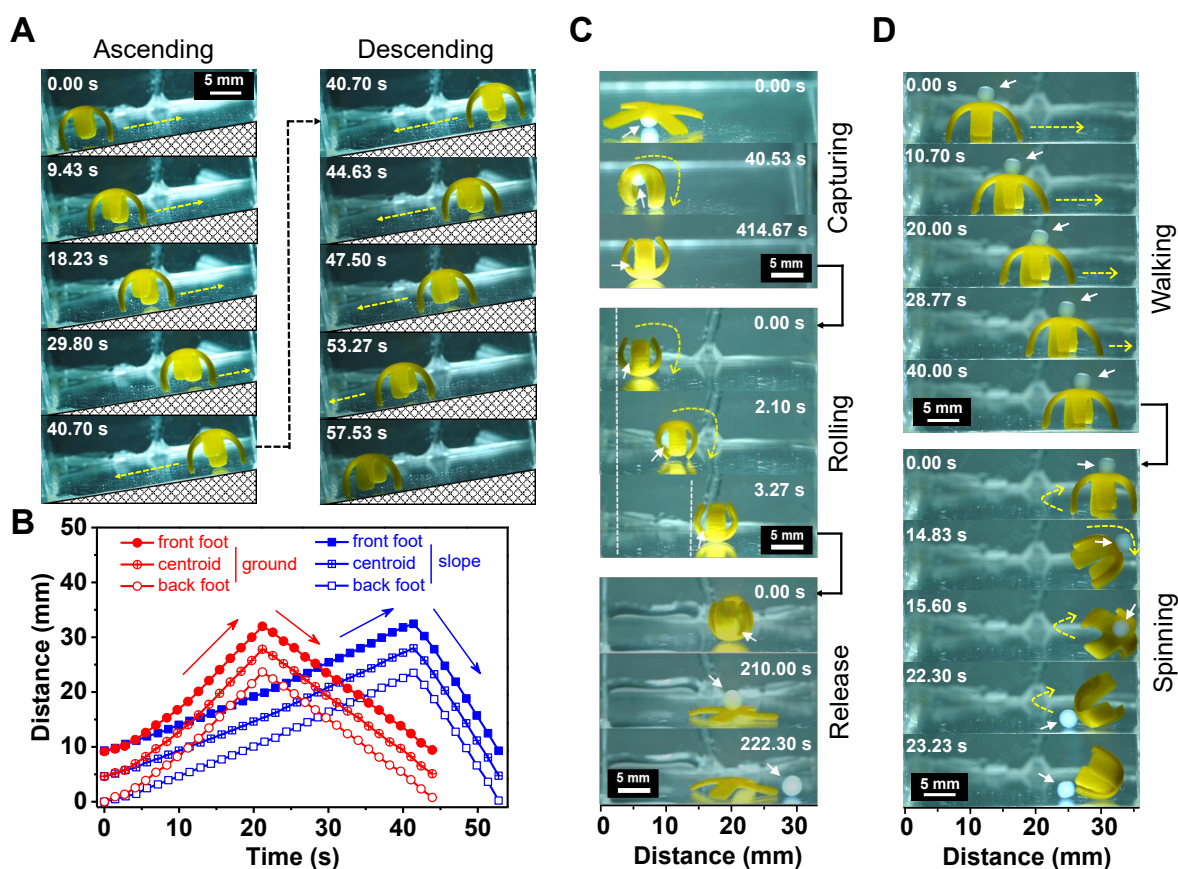 A
Ascending
Descending
0.00 s
5 mm
9.43 s
18.23 s
29.80 s
40.70 s
40.70 s
44.63 s
47.50 s
53.27 s
57.53 s
B
Distance (mm)
50
40
30
20
10
0
front foot
centroid
back foot
ground
front foot
centroid
back foot
slope
0 10 20 30 40 50
Time (s)
C
0.00 s
40.53 s
414.67 s
5 mm
Capturing
0.00 s
2.10 s
3.27 s
5 mm
Rolling
0.00 s
210.00 s
222.30 s
5 mm
Release
0 10 20 30
Distance (mm)
D
0.00 s
10.70 s
20.00 s
28.77 s
40.00 s
5 mm
Walking
0.00 s
14.83 s
15.60 s
22.30 s
23.23 s
5 mm
Spinning
0 10 20 30
Distance (mm)